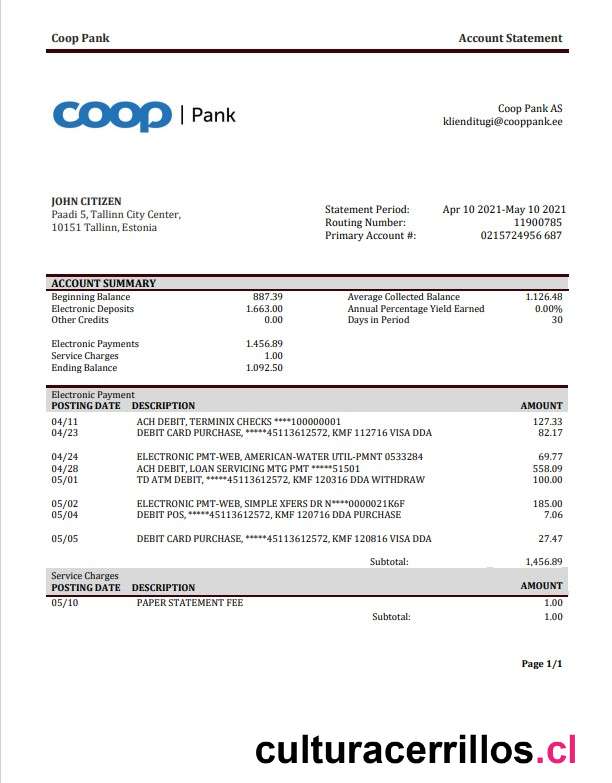 Coop Pank Account Statement
coop | Pank
Coop Pank AS
klienditugi@cooppank.ee
JOHN CITIZEN
Paadi 5, Tallinn City Center,
10151 Tallinn, Estonia
Statement Period: Apr 10 2021-May 10 2021
Routing Number: 11900785
Primary Account #: 0215724956 687
ACCOUNT SUMMARY
Beginning Balance 887.39 Average Collected Balance 1.126.48
Electronic Deposits 1.663.00 Annual Percentage Yield Earned 0.00%
Other Credits 0.00 Days in Period 30
Electronic Payments 1.456.89
Service Charges 1.00
Ending Balance 1.092.50
Electronic Payment
POSTING DATE DESCRIPTION AMOUNT
04/11 ACH DEBIT, TERMINIX CHECKS ****100000001 127.33
04/23 DEBIT CARD PURCHASE, *****45113612572, KMF 112716 VISA DDA 82.17
04/24 ELECTRONIC PMT-WEB, AMERICAN-WATER UTIL-PMNT 0533284 69.77
04/28 ACH DEBIT, LOAN SERVICING MTG PMT *****51501 558.09
05/01 TD ATM DEBIT, *****45113612572, KMF 120316 DDA WITHDRAW 100.00
05/02 ELECTRONIC PMT-WEB, SIMPLE XFERS DR N****0000021K6F 185.00
05/04 DEBIT POS, *****45113612572, KMF 120716 DDA PURCHASE 7.06
05/05 DEBIT CARD PURCHASE, *****45113612572, KMF 120816 VISA DDA 27.47
Subtotal: 1,456.89
Service Charges
POSTING DATE DESCRIPTION AMOUNT
05/10 PAPER STATEMENT FEE 1.00
Subtotal: 1.00
Page 1/1
culturacerrillos.cl